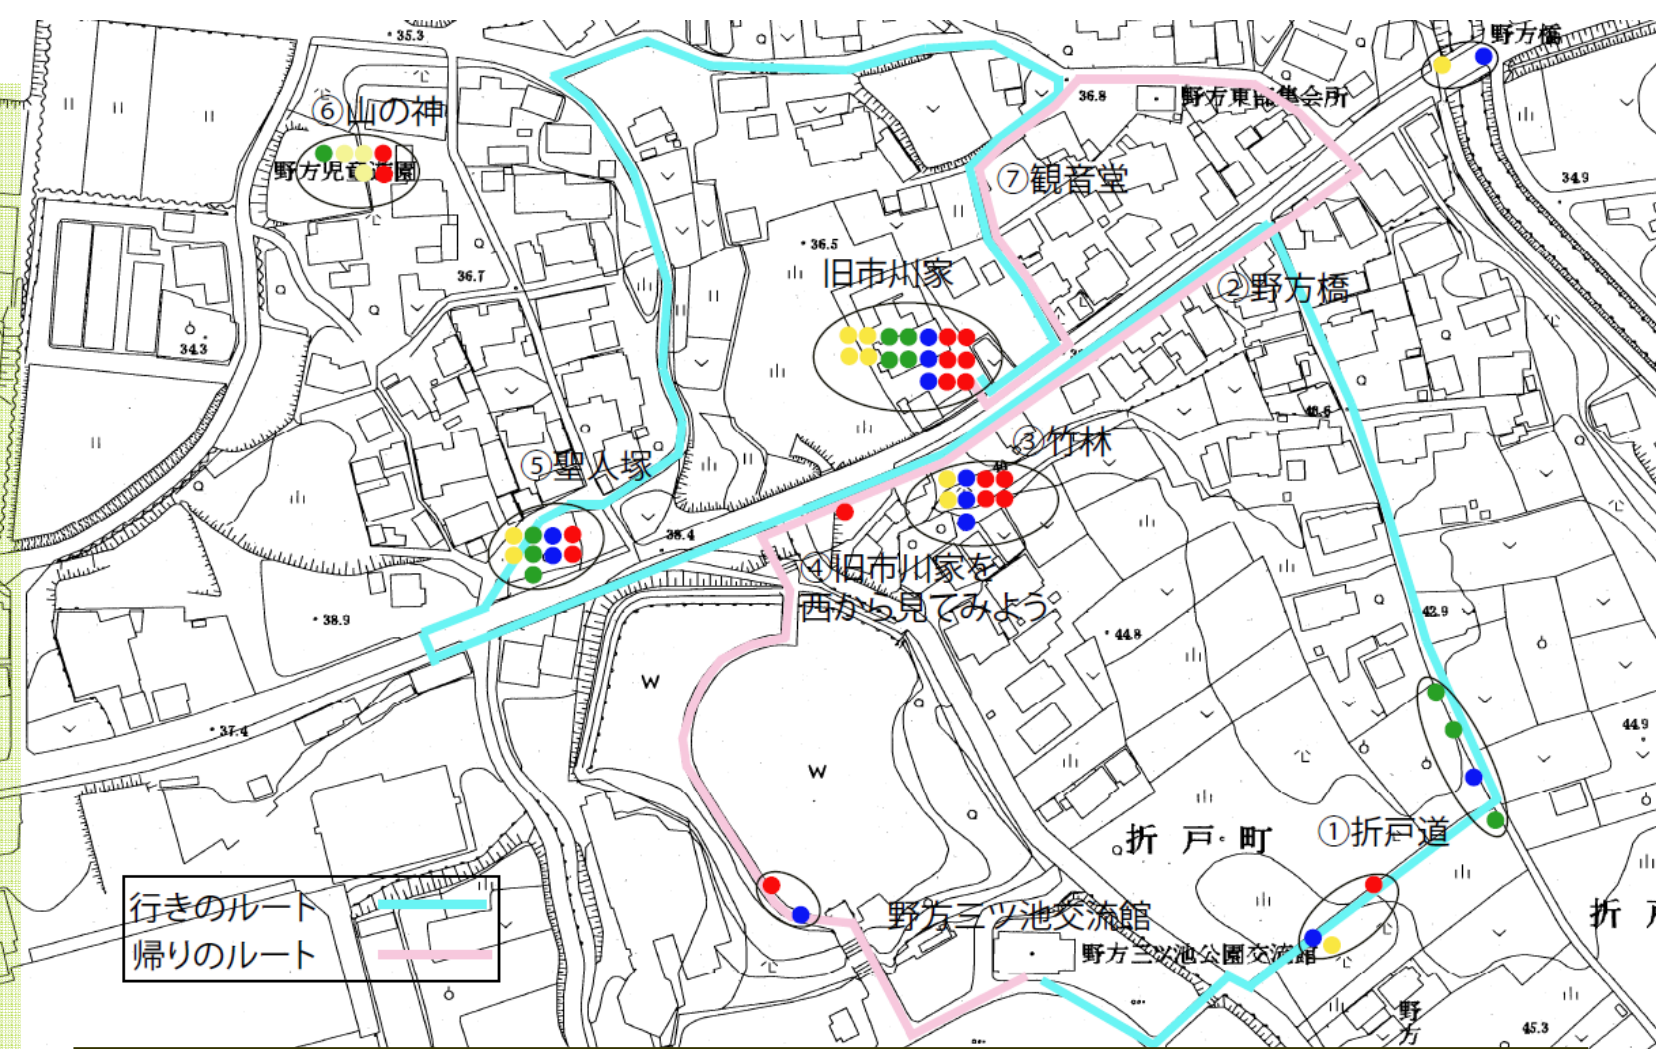 野方橋
35.3
⑥山の神
36.8
野方東部集会所
野方児童遊園
⑦観音堂
34.9
36.5
36.7
旧市川家
②野方橋
34.3
③竹林
40
⑤聖人塚
38.4
④旧市川家を
西から見てみよう
38.9
42.9
44.8
W
W
37.4
44.9
折戸町
①折戸道
行きのルート
帰りのルート
野方三ツ池交流館
野方三ツ池公園交流館
折戸
野方
45.3